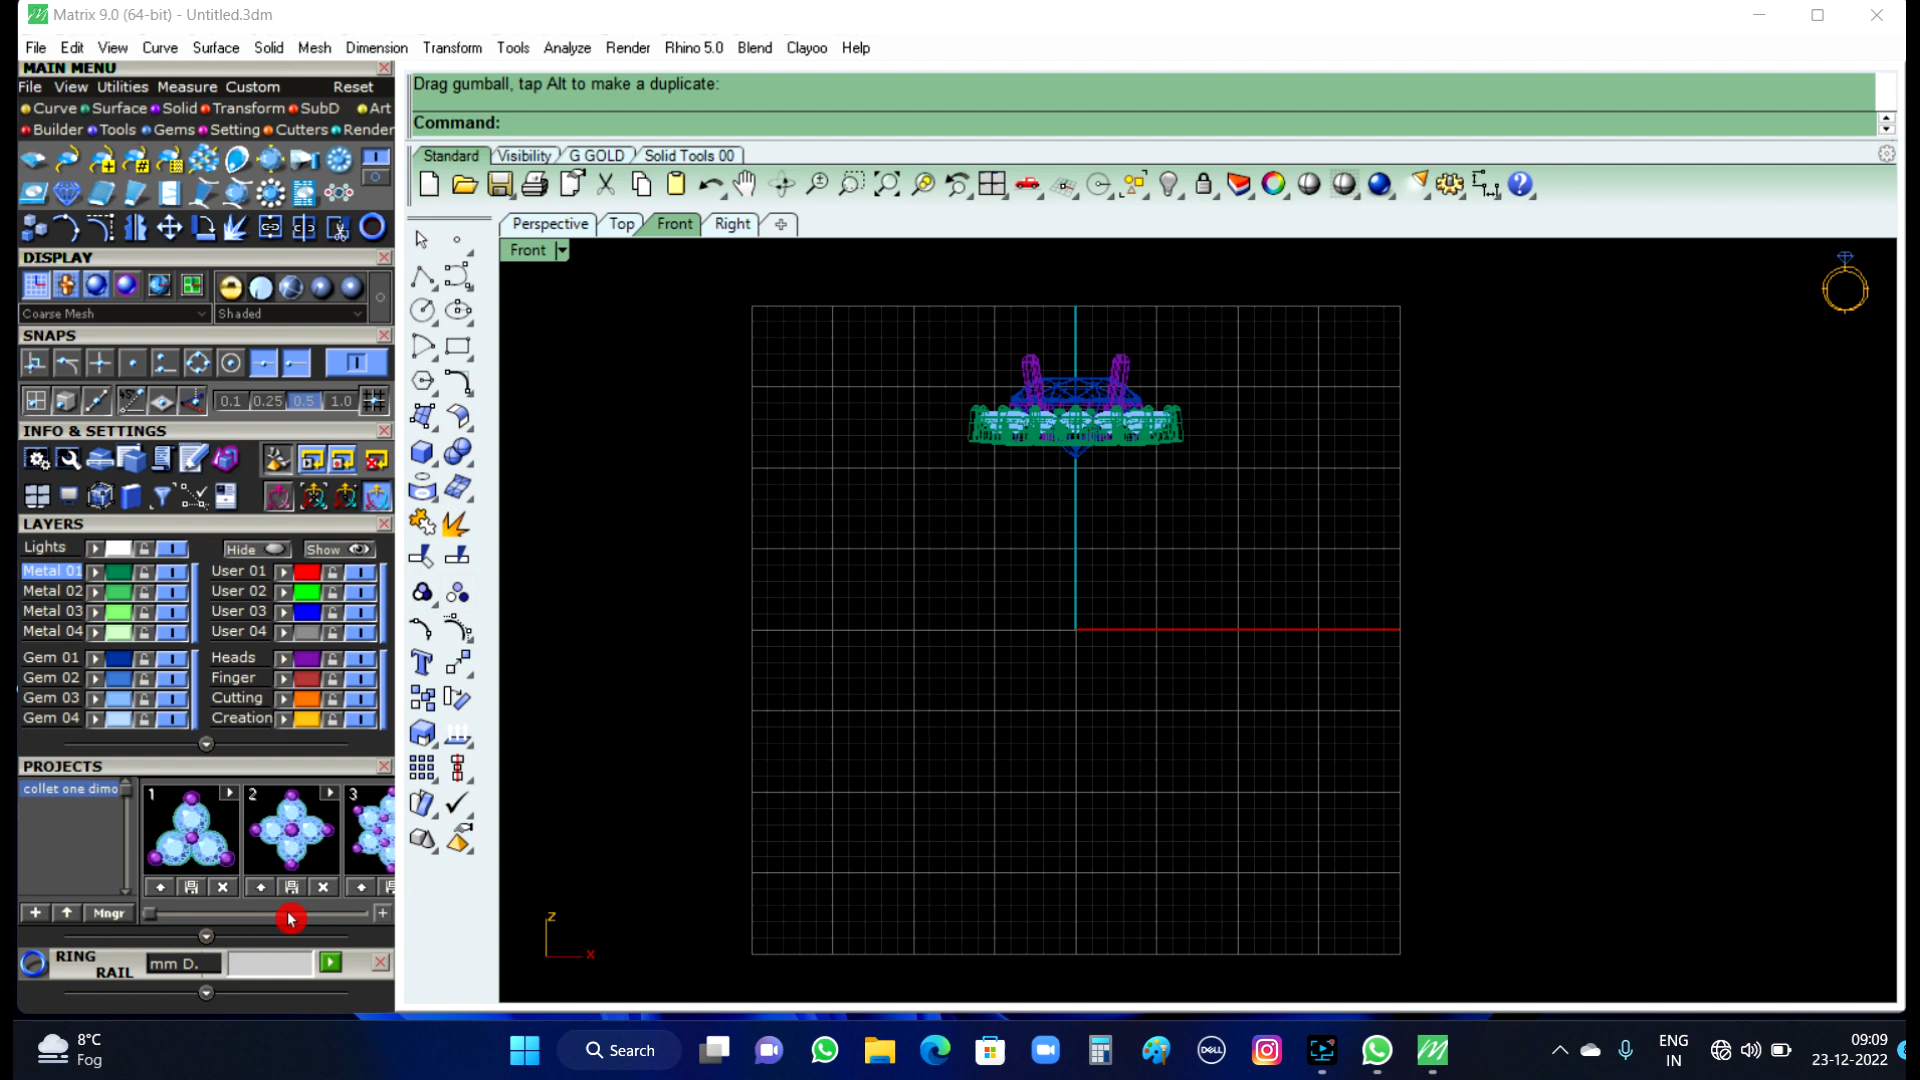 Matrix 9.0 (64-bit) - Untitled.3dm
File Edit View Curve Surface Solid Mesh Dimension Transform Tools Analyze Render Rhino 5.0 Blend Clayoo Help
MAIN MENU
File View Utilities Measure Custom Reset
Curve Surface Solid Transform SubD Art
Builder Tools Gems Setting Cutters Render
Drag gumball, tap Alt to make a duplicate:
Command:
Standard Visibility G GOLD Solid Tools 00
Perspective Top Front Right
Front
DISPLAY
Coarse Mesh Shaded
SNAPS
0.1 0.25 0.5 1.0
INFO & SETTINGS
LAYERS
Lights Hide Show
Metal 01 User 01
Metal 02 User 02
Metal 03 User 03
Metal 04 User 04
Gem 01 Heads
Gem 02 Finger
Gem 03 Cutting
Gem 04 Creation
PROJECTS
collet one dimo
1 2 3
Mngr
RING
RAIL mm D.
z
x
8°C
Fog
Search
DELL
ENG
IN
09:09
23-12-2022